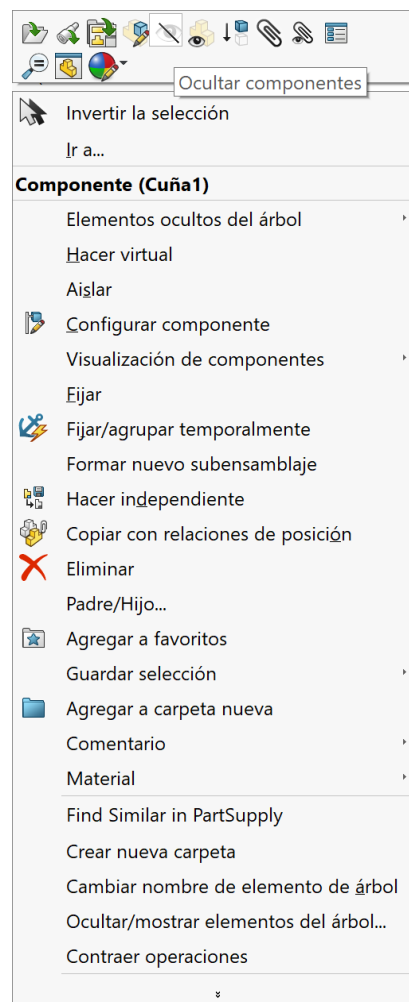 Ocultar componentes
Invertir la selección
Ir a...
Componente (Cuña1)
Elementos ocultos del árbol
Hacer virtual
Aislar
Configurar componente
Visualización de componentes
Fijar
Fijar/agrupar temporalmente
Formar nuevo subensamblaje
Hacer independiente
Copiar con relaciones de posición
Eliminar
Padre/Hijo...
Agregar a favoritos
Guardar selección
Agregar a carpeta nueva
Comentario
Material
Find Similar in PartSupply
Crear nueva carpeta
Cambiar nombre de elemento de árbol
Ocultar/mostrar elementos del árbol...
Contraer operaciones